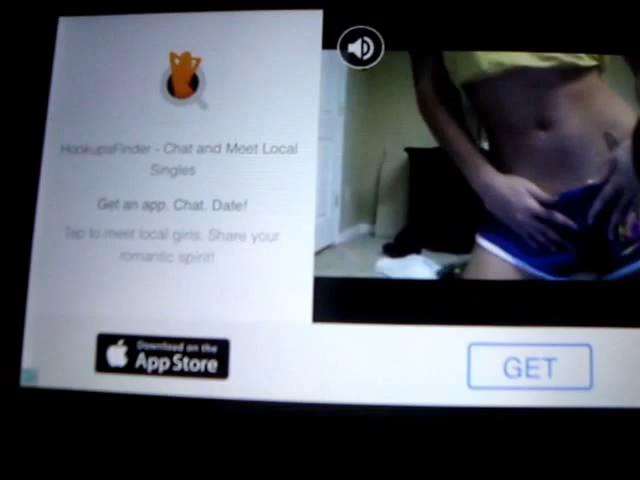 HookupsFinder - Chat and Meet Local
Singles
Get an app. Chat. Date!
Tap to meet local girls. Share your
romantic spirit!
Download on the
App Store
GET